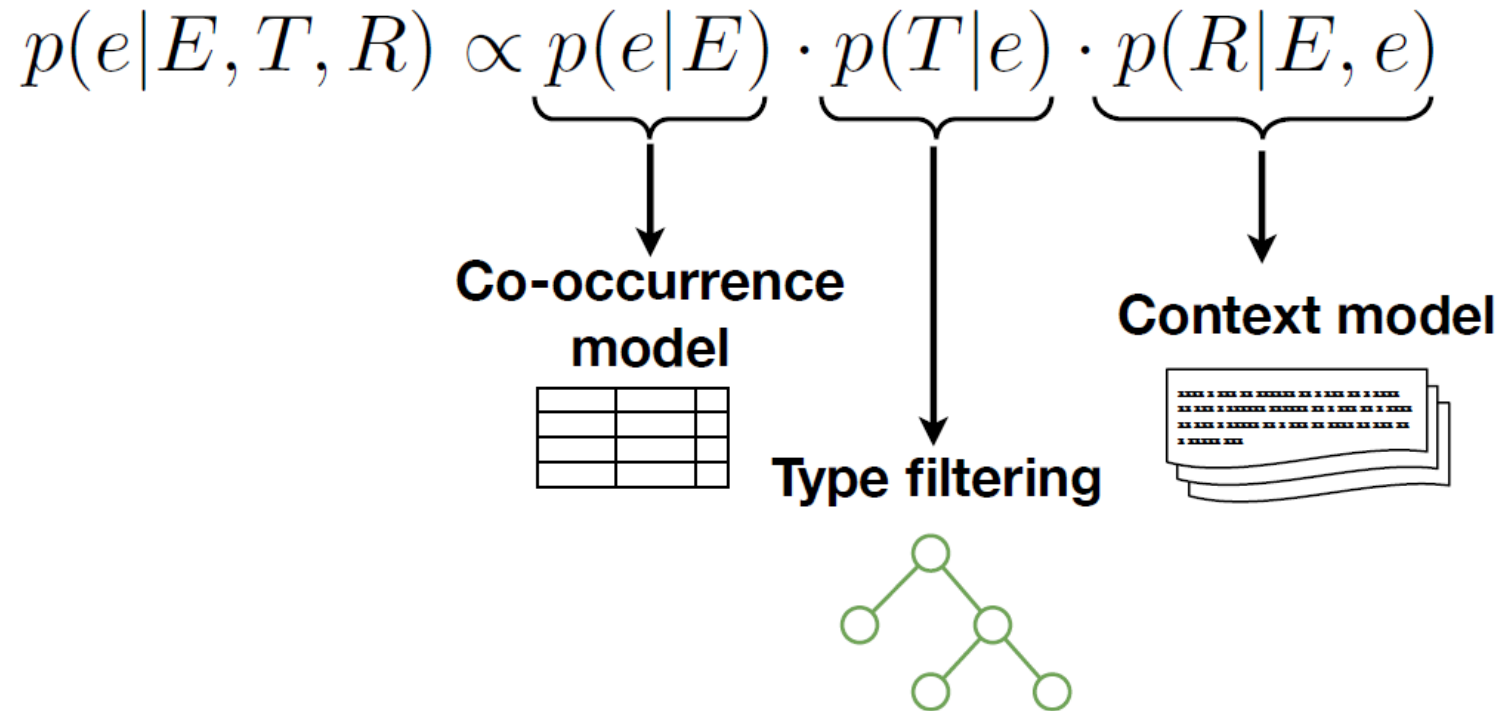 p(e|E, T, R) ∝ p(e|E) · p(T|e) · p(R|E, e)
Co-occurrence
model
Context model
Type filtering